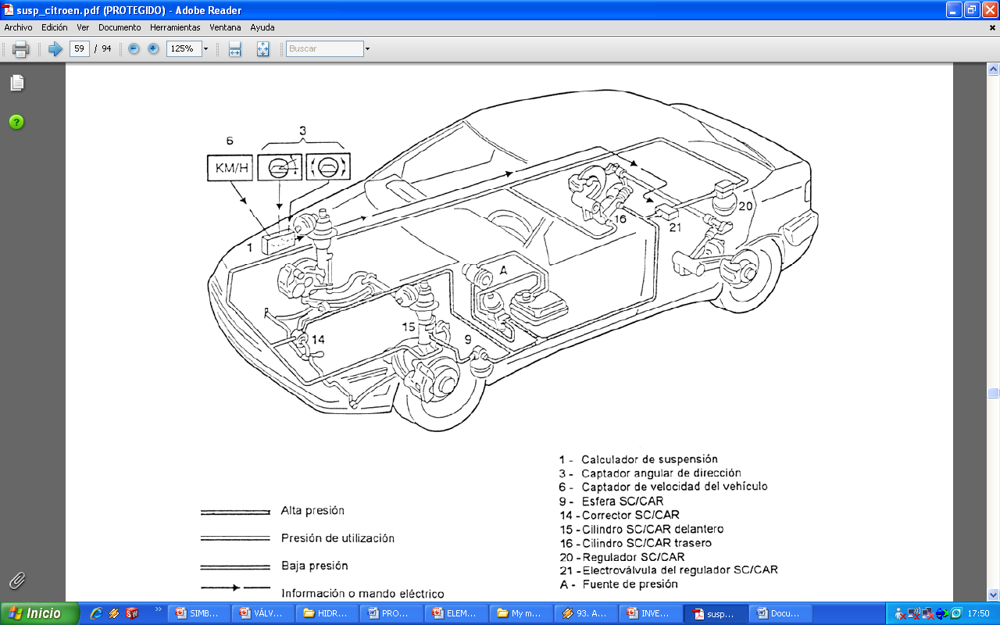 susp_citroen.pdf (PROTEGIDO) - Adobe Reader
Archivo Edición Ver Documento Herramientas Ventana Ayuda
59 / 94 125% Buscar
3
6
KM/H
20
16
21
1
A
15
14
9
1 - Calculador de suspensión
3 - Captador angular de dirección
6 - Captador de velocidad del vehículo
9 - Esfera SC/CAR
14 - Corrector SC/CAR
15 - Cilindro SC/CAR delantero
16 - Cilindro SC/CAR trasero
20 - Regulador SC/CAR
21 - Electroválvula del regulador SC/CAR
A - Fuente de presión
Alta presión
Presión de utilización
Baja presión
Información o mando eléctrico
Inicio SW » SIMB... VÁLV... HIDR... PRO... ELEM... My m... 93. A... INVE... susp... Docu... 17:50